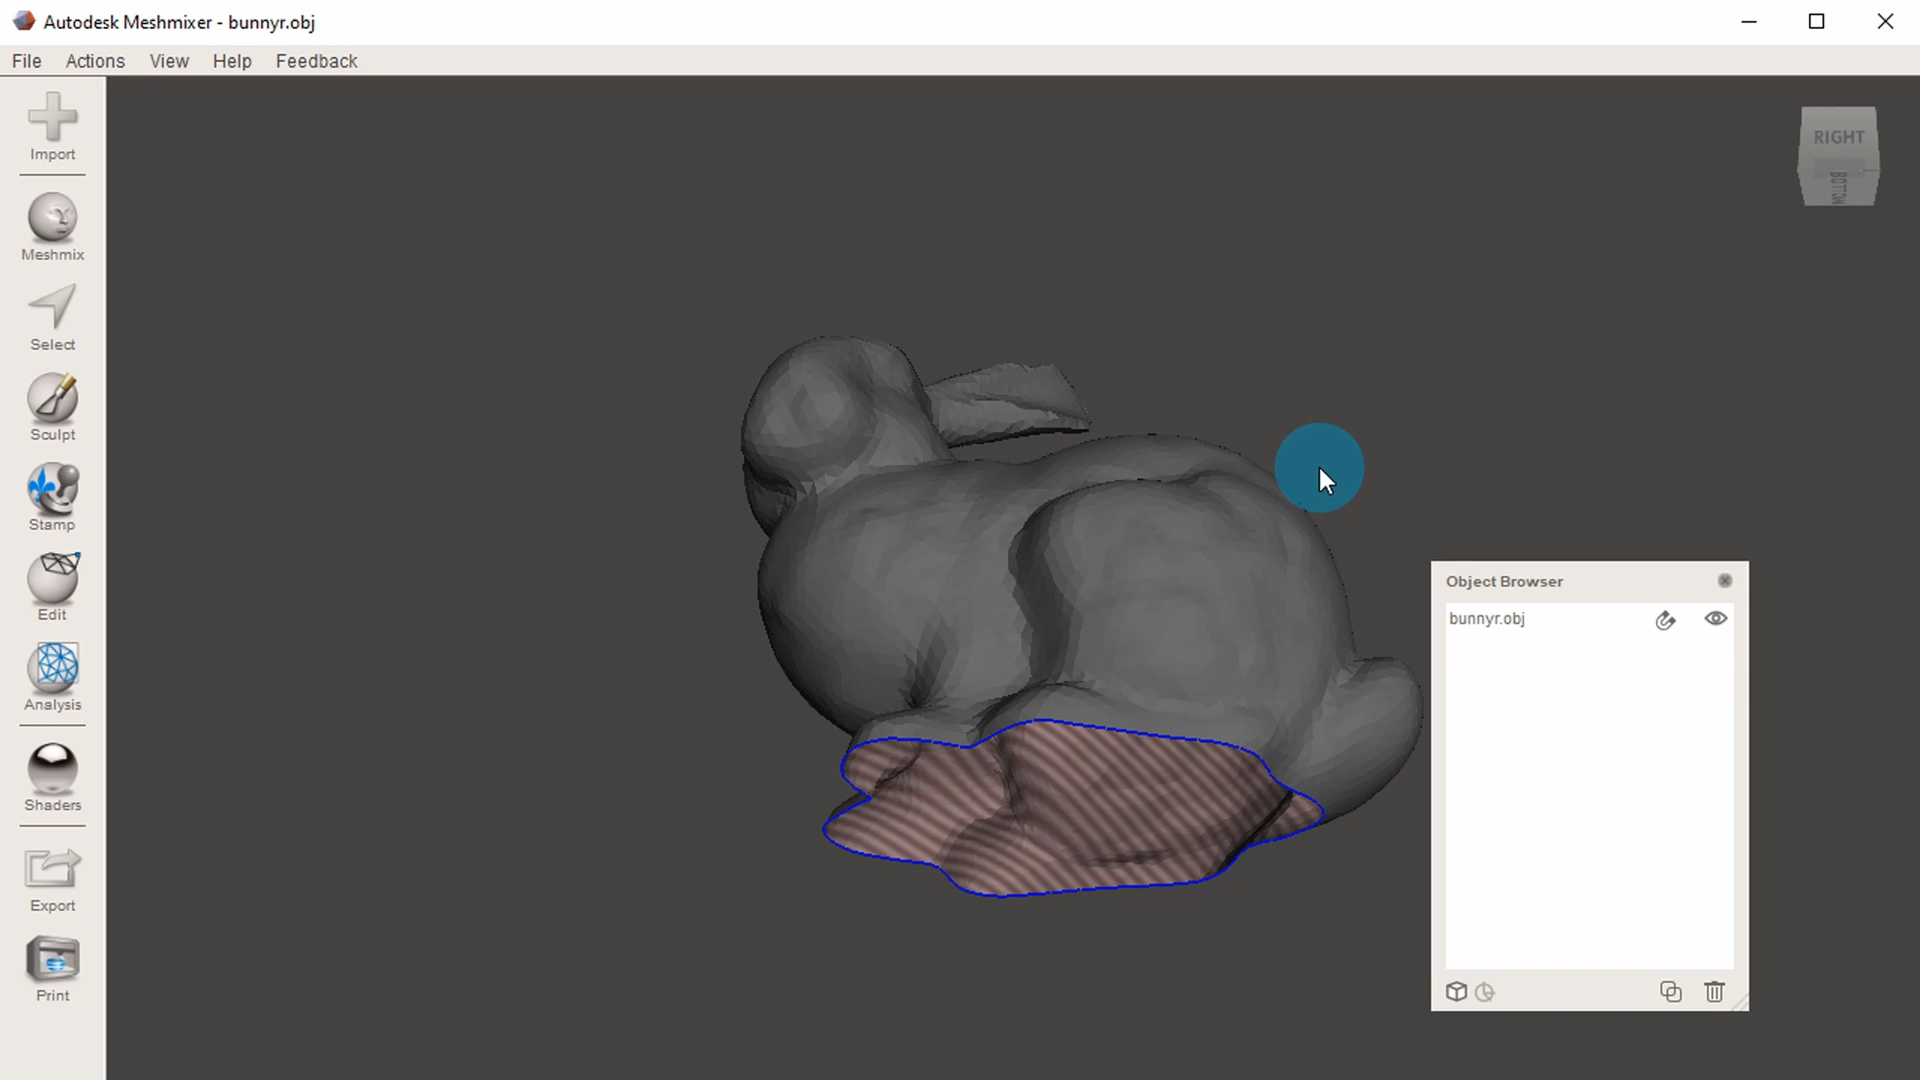 Autodesk Meshmixer - bunnyr.obj
File Actions View Help Feedback
Import
Meshmix
Select
Sculpt
Stamp
Edit
Analysis
Shaders
Export
Print
RIGHT
BOTTOM
Object Browser
bunnyr.obj